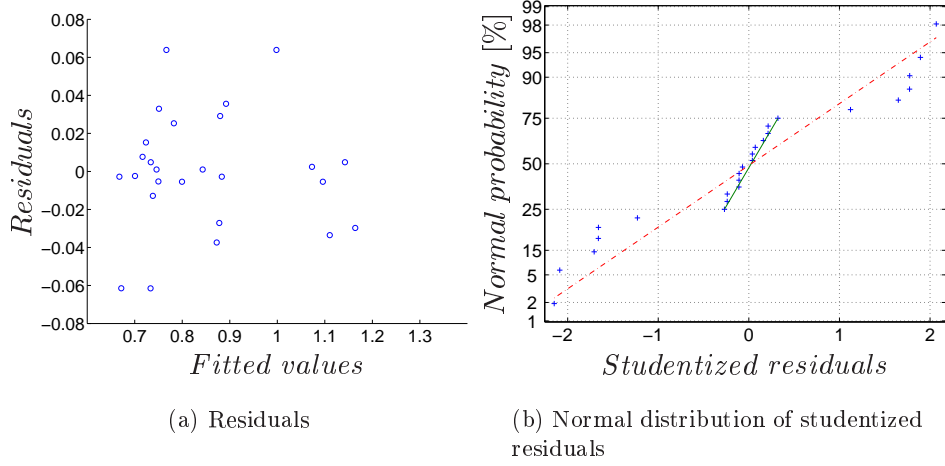 0.08
0.06
0.04
0.02
0
−0.02
−0.04
−0.06
−0.08
Residuals
0.7 0.8 0.9 1 1.1 1.2 1.3
Fitted values
(a) Residuals
99
98
95
90
75
50
25
15
5
2
1
Normal probability [%]
−2 −1 0 1 2
Studentized residuals
(b) Normal distribution of studentized
residuals